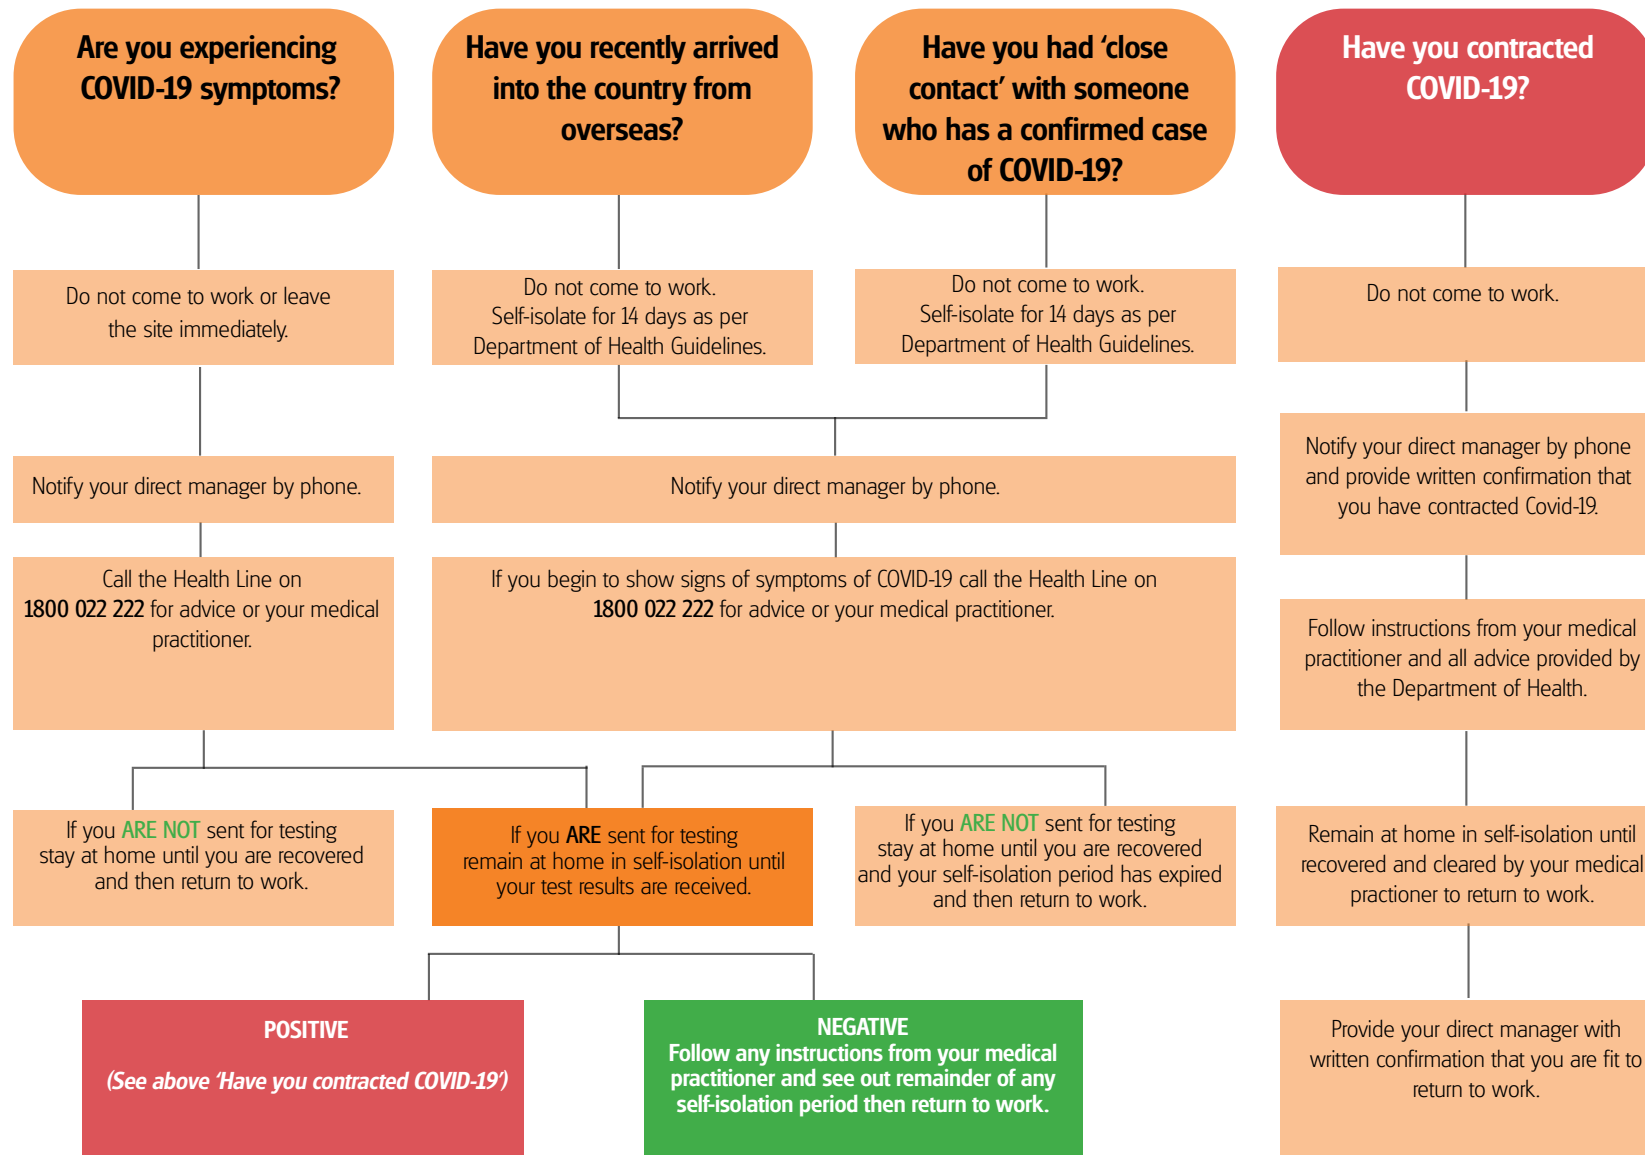 Are you experiencing
COVID-19 symptoms?
Do not come to work or leave
the site immediately.
Notify your direct manager by phone.
Call the Health Line on
1800 022 222 for advice or your medical
practitioner.
If you ARE NOT sent for testing
stay at home until you are recovered
and then return to work.
Have you recently arrived
into the country from
overseas?
Do not come to work.
Self-isolate for 14 days as per
Department of Health Guidelines.
Have you had ‘close
contact’ with someone
who has a confirmed case
of COVID-19?
Do not come to work.
Self-isolate for 14 days as per
Department of Health Guidelines.
Notify your direct manager by phone.
If you begin to show signs of symptoms of COVID-19 call the Health Line on
1800 022 222 for advice or your medical practitioner.
If you ARE sent for testing
remain at home in self-isolation until
your test results are received.
If you ARE NOT sent for testing
stay at home until you are recovered
and your self-isolation period has expired
and then return to work.
POSITIVE
(See above ‘Have you contracted COVID-19’)
NEGATIVE
Follow any instructions from your medical
practitioner and see out remainder of any
self-isolation period then return to work.
Have you contracted
COVID-19?
Do not come to work.
Notify your direct manager by phone
and provide written confirmation that
you have contracted Covid-19.
Follow instructions from your medical
practitioner and all advice provided by
the Department of Health.
Remain at home in self-isolation until
recovered and cleared by your medical
practioner to return to work.
Provide your direct manager with
written confirmation that you are fit to
return to work.